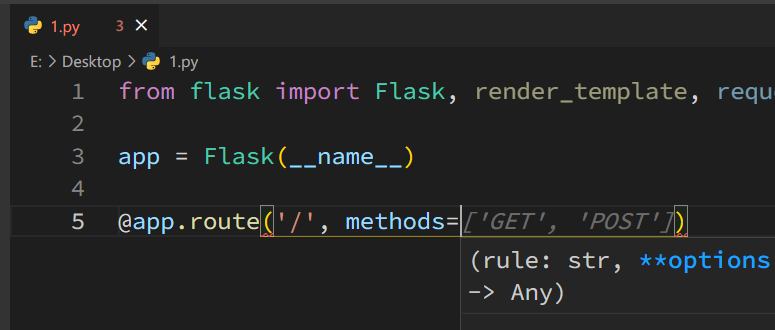 1.py 3 ×
E: > Desktop > 1.py
1 from flask import Flask, render_template, requ
2
3 app = Flask(__name__)
4
5 @app.route('/', methods=['GET', 'POST'])
(rule: str, **options
-> Any)